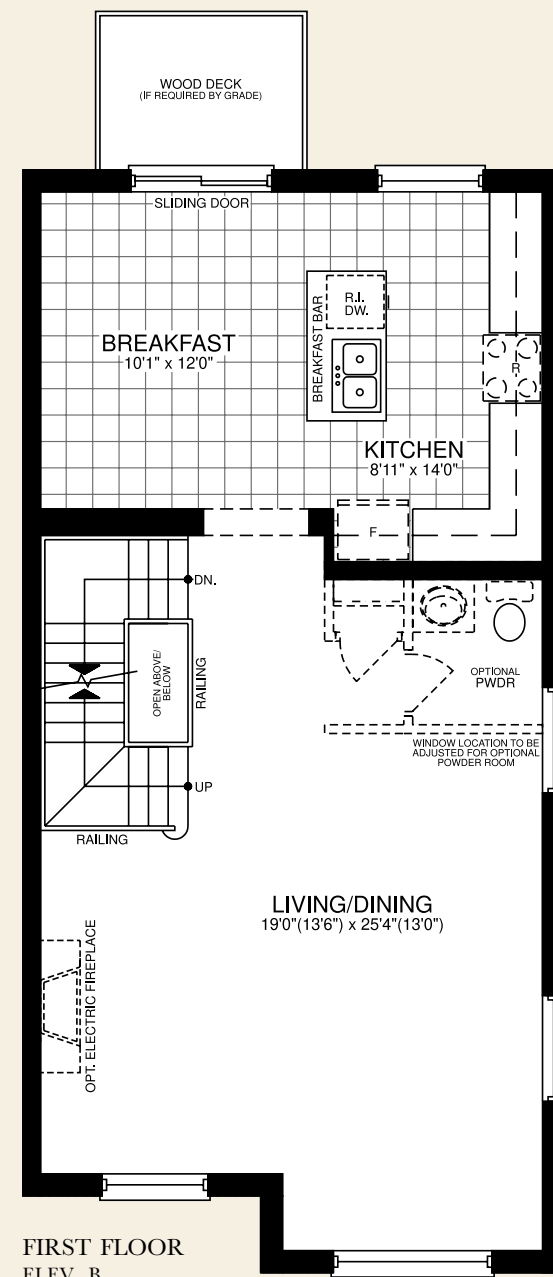 WOOD DECK
(IF REQUIRED BY GRADE)
SLIDING DOOR
R.I.
DW.
BREAKFAST BAR
BREAKFAST
10'1" x 12'0"
R
KITCHEN
8'11" x 14'0"
F
DN.
OPEN ABOVE/
BELOW
RAILING
OPTIONAL
PWDR
WINDOW LOCATION TO BE
ADJUSTED FOR OPTIONAL
POWDER ROOM
UP
RAILING
LIVING/DINING
19'0"(13'6") x 25'4"(13'0")
OPT. ELECTRIC FIREPLACE
FIRST FLOOR
ELEV. B